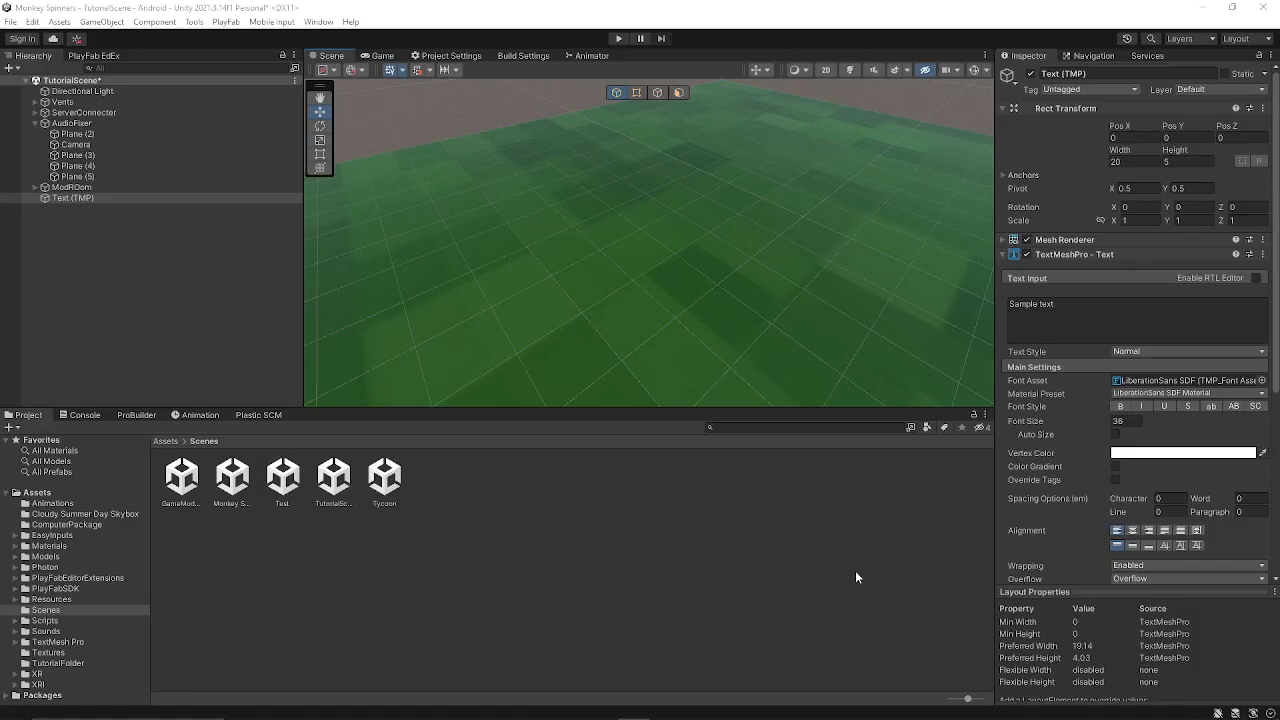 Monkey Spinners - TutorialScene - Android - Unity 2021.3.14f1 Personal* <DX11>
File Edit Assets GameObject Component Tools PlayFab Mobile Input Window Help
Sign In
Layers
Layout
Hierarchy PlayFab EdEx
All
TutorialScene*
Directional Light
Vents
ServerConnecter
AudioFixer
Plane (2)
Camera
Plane (3)
Plane (4)
Plane (5)
ModROom
Text (TMP)
Scene Game Project Settings Build Settings Animator
2D
Inspector Navigation Services
Text (TMP) Static
Tag Untagged Layer Default
Rect Transform
Pos X Pos Y Pos Z
0 0 0
Width Height
20 5
R
Anchors
Pivot X 0.5 Y 0.5
Rotation X 0 Y 0 Z 0
Scale X 1 Y 1 Z 1
Mesh Renderer
TextMeshPro - Text
Text Input Enable RTL Editor
Sample text
Text Style Normal
Main Settings
Font Asset LiberationSans SDF (TMP_Font Asse
Material Preset LiberationSans SDF Material
Font Style B I U S ab AB SC
Font Size 36
Auto Size
Vertex Color
Color Gradient
Override Tags
Spacing Options (em) Character 0 Word 0
Line 0 Paragraph 0
Alignment
Wrapping Enabled
Overflow Overflow
Layout Properties
Property Value Source
Min Width 0 TextMeshPro
Min Height 0 TextMeshPro
Preferred Width 19.14 TextMeshPro
Preferred Height 4.03 TextMeshPro
Flexible Width disabled none
Flexible Height disabled none
Add a LayoutElement to override values
Project Console ProBuilder Animation Plastic SCM
4
Favorites
All Materials
All Models
All Prefabs
Assets
Animations
Cloudy Summer Day Skybox
ComputerPackage
EasyInputs
Materials
Models
Photon
PlayFabEditorExtensions
PlayFabSDK
Resources
Scenes
Scripts
Sounds
TextMesh Pro
Textures
TutorialFolder
XR
XRI
Packages
Assets > Scenes
GameMod... Monkey S... Test TutorialSc... Tycoon